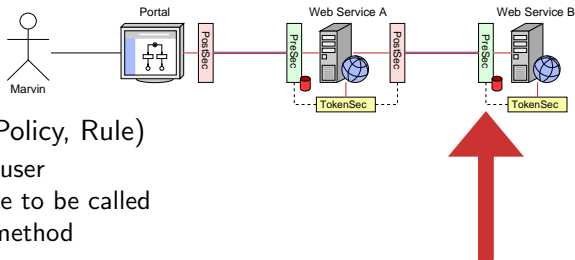 Portal
Web Service A
Web Service B
PostSec
PreSec
PostSec
PreSec
Marvin
TokenSec
TokenSec
Policy, Rule)
user
e to be called
method